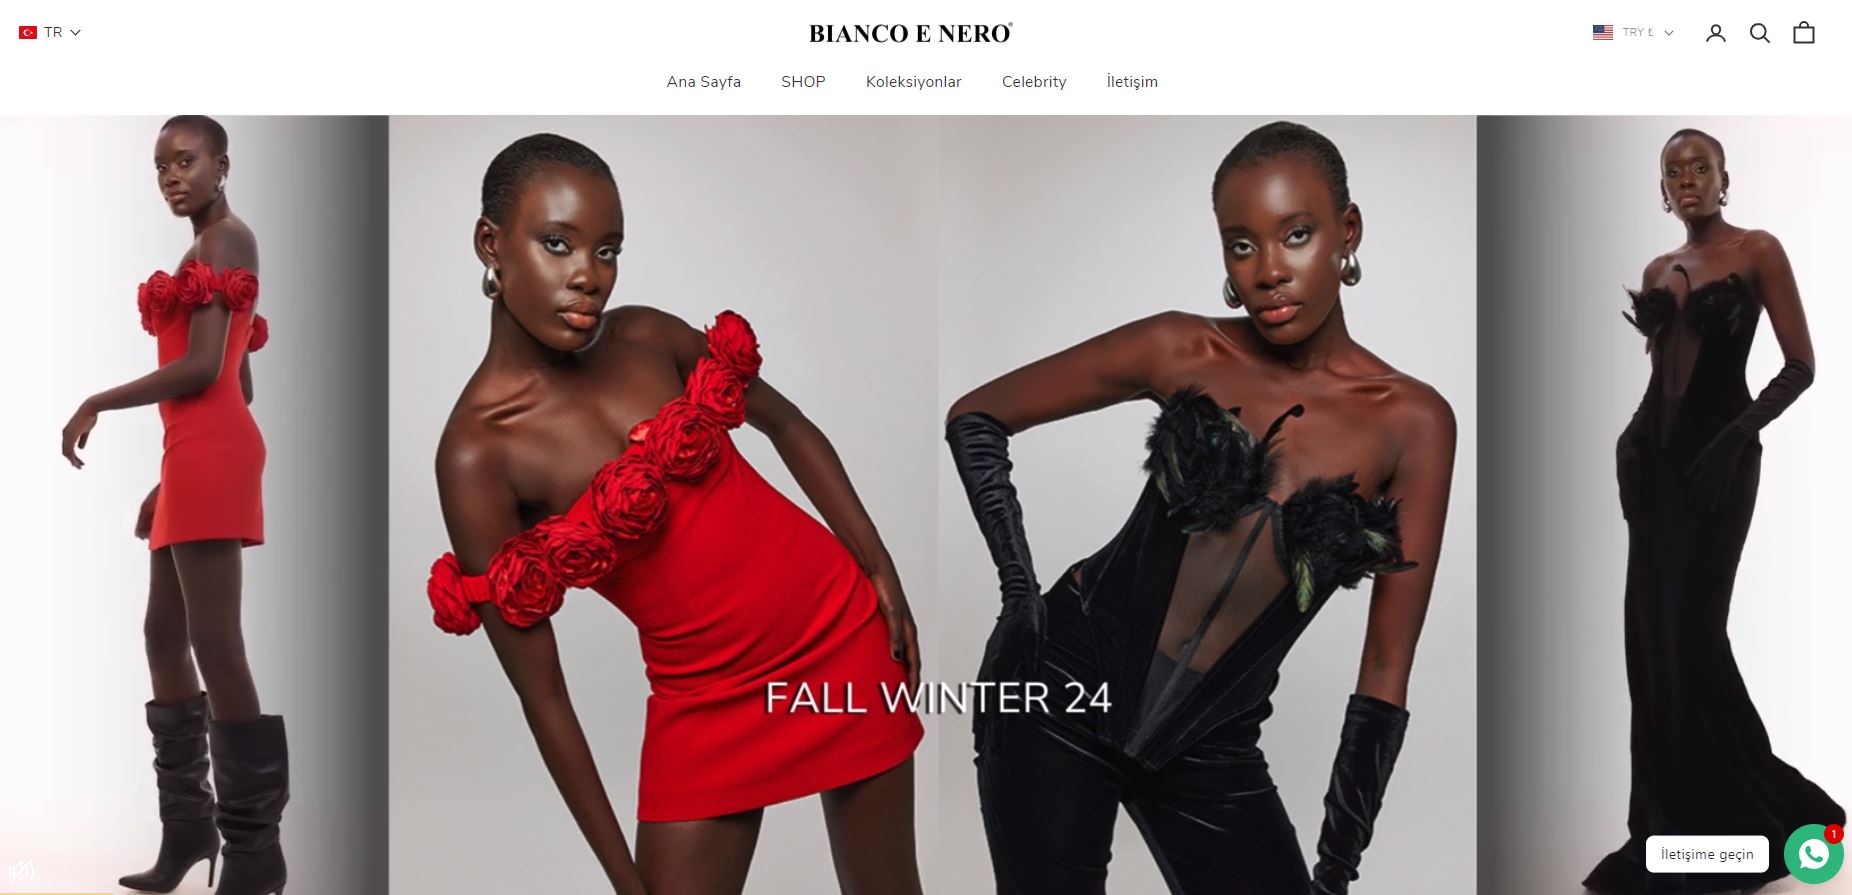 TR
BIANCO E NERO®
TRY ₺
Ana Sayfa
SHOP
Koleksiyonlar
Celebrity
İletişim
FALL WINTER 24
İletişime geçin
1